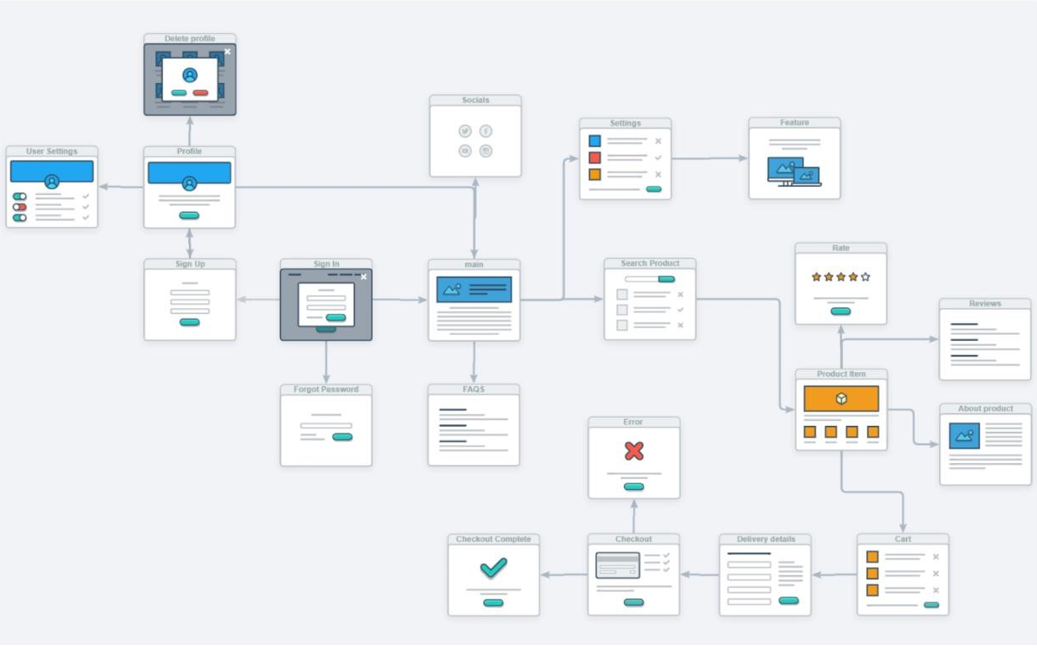 Delete profile
Socials
Settings
Feature
User Settings
Profile
Sign Up
Sign In
main
Search Product
Rate
Reviews
Forgot Password
FAQS
Product Item
About product
Error
Checkout Complete
Checkout
Delivery details
Cart